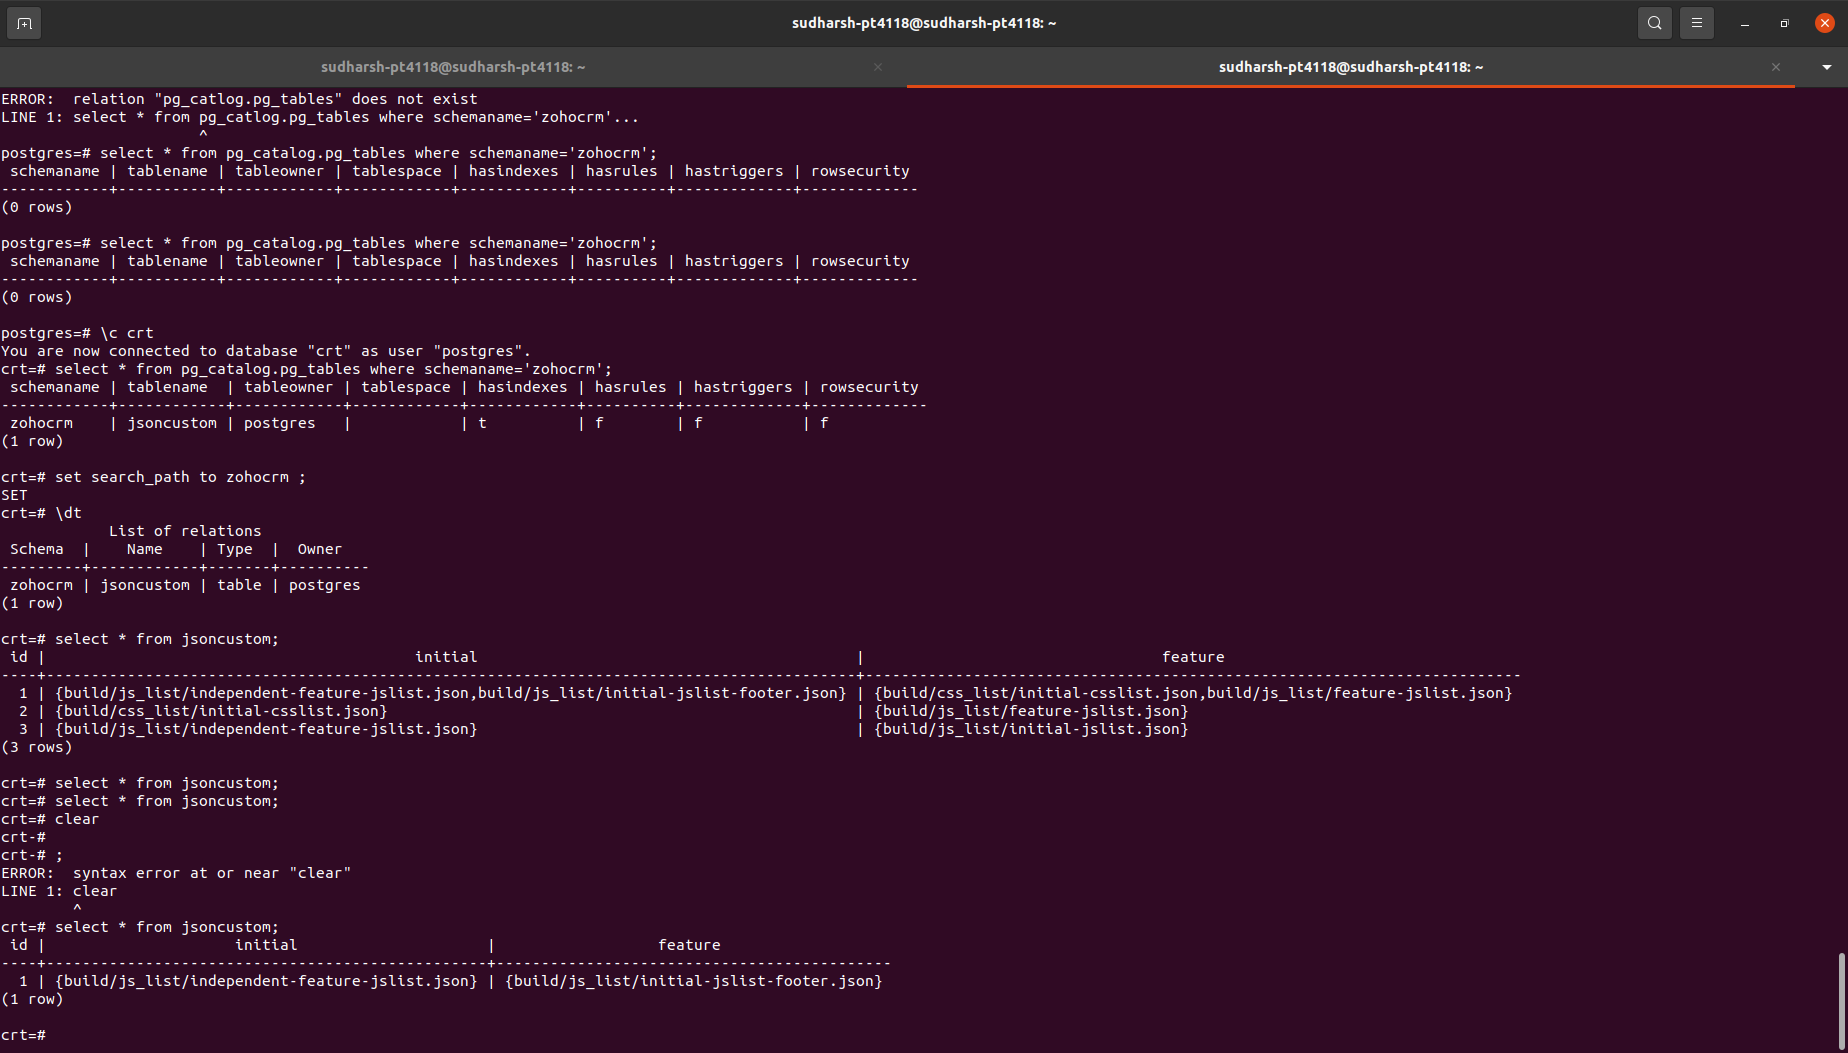 sudharsh-pt4118@sudharsh-pt4118: ~
sudharsh-pt4118@sudharsh-pt4118: ~
sudharsh-pt4118@sudharsh-pt4118: ~
ERROR:  relation "pg_catlog.pg_tables" does not exist
LINE 1: select * from pg_catlog.pg_tables where schemaname='zohocrm'...
                      ^
postgres=# select * from pg_catalog.pg_tables where schemaname='zohocrm';
 schemaname | tablename | tableowner | tablespace | hasindexes | hasrules | hastriggers | rowsecurity
------------+-----------+------------+------------+------------+----------+-------------+-------------
(0 rows)
postgres=# select * from pg_catalog.pg_tables where schemaname='zohocrm';
 schemaname | tablename | tableowner | tablespace | hasindexes | hasrules | hastriggers | rowsecurity
------------+-----------+------------+------------+------------+----------+-------------+-------------
(0 rows)
postgres=# \c crt
You are now connected to database "crt" as user "postgres".
crt=# select * from pg_catalog.pg_tables where schemaname='zohocrm';
 schemaname | tablename  | tableowner | tablespace | hasindexes | hasrules | hastriggers | rowsecurity
------------+------------+------------+------------+------------+----------+-------------+-------------
 zohocrm    | jsoncustom | postgres   |            | t          | f        | f           | f
(1 row)
crt=# set search_path to zohocrm ;
SET
crt=# \dt
            List of relations
 Schema  |    Name    | Type  |  Owner
---------+------------+-------+----------
 zohocrm | jsoncustom | table | postgres
(1 row)
crt=# select * from jsoncustom;
 id |                                         initial                                          |                                 feature
----+------------------------------------------------------------------------------------------+-------------------------------------------------------------------------
  1 | {build/js_list/independent-feature-jslist.json,build/js_list/initial-jslist-footer.json} | {build/css_list/initial-csslist.json,build/js_list/feature-jslist.json}
  2 | {build/css_list/initial-csslist.json}                                                    | {build/js_list/feature-jslist.json}
  3 | {build/js_list/independent-feature-jslist.json}                                          | {build/js_list/initial-jslist.json}
(3 rows)
crt=# select * from jsoncustom;
crt=# select * from jsoncustom;
crt=# clear
crt-#
crt-# ;
ERROR:  syntax error at or near "clear"
LINE 1: clear
        ^
crt=# select * from jsoncustom;
 id |                     initial                     |                  feature
----+-------------------------------------------------+-------------------------------------------
  1 | {build/js_list/independent-feature-jslist.json} | {build/js_list/initial-jslist-footer.json}
(1 row)
crt=#